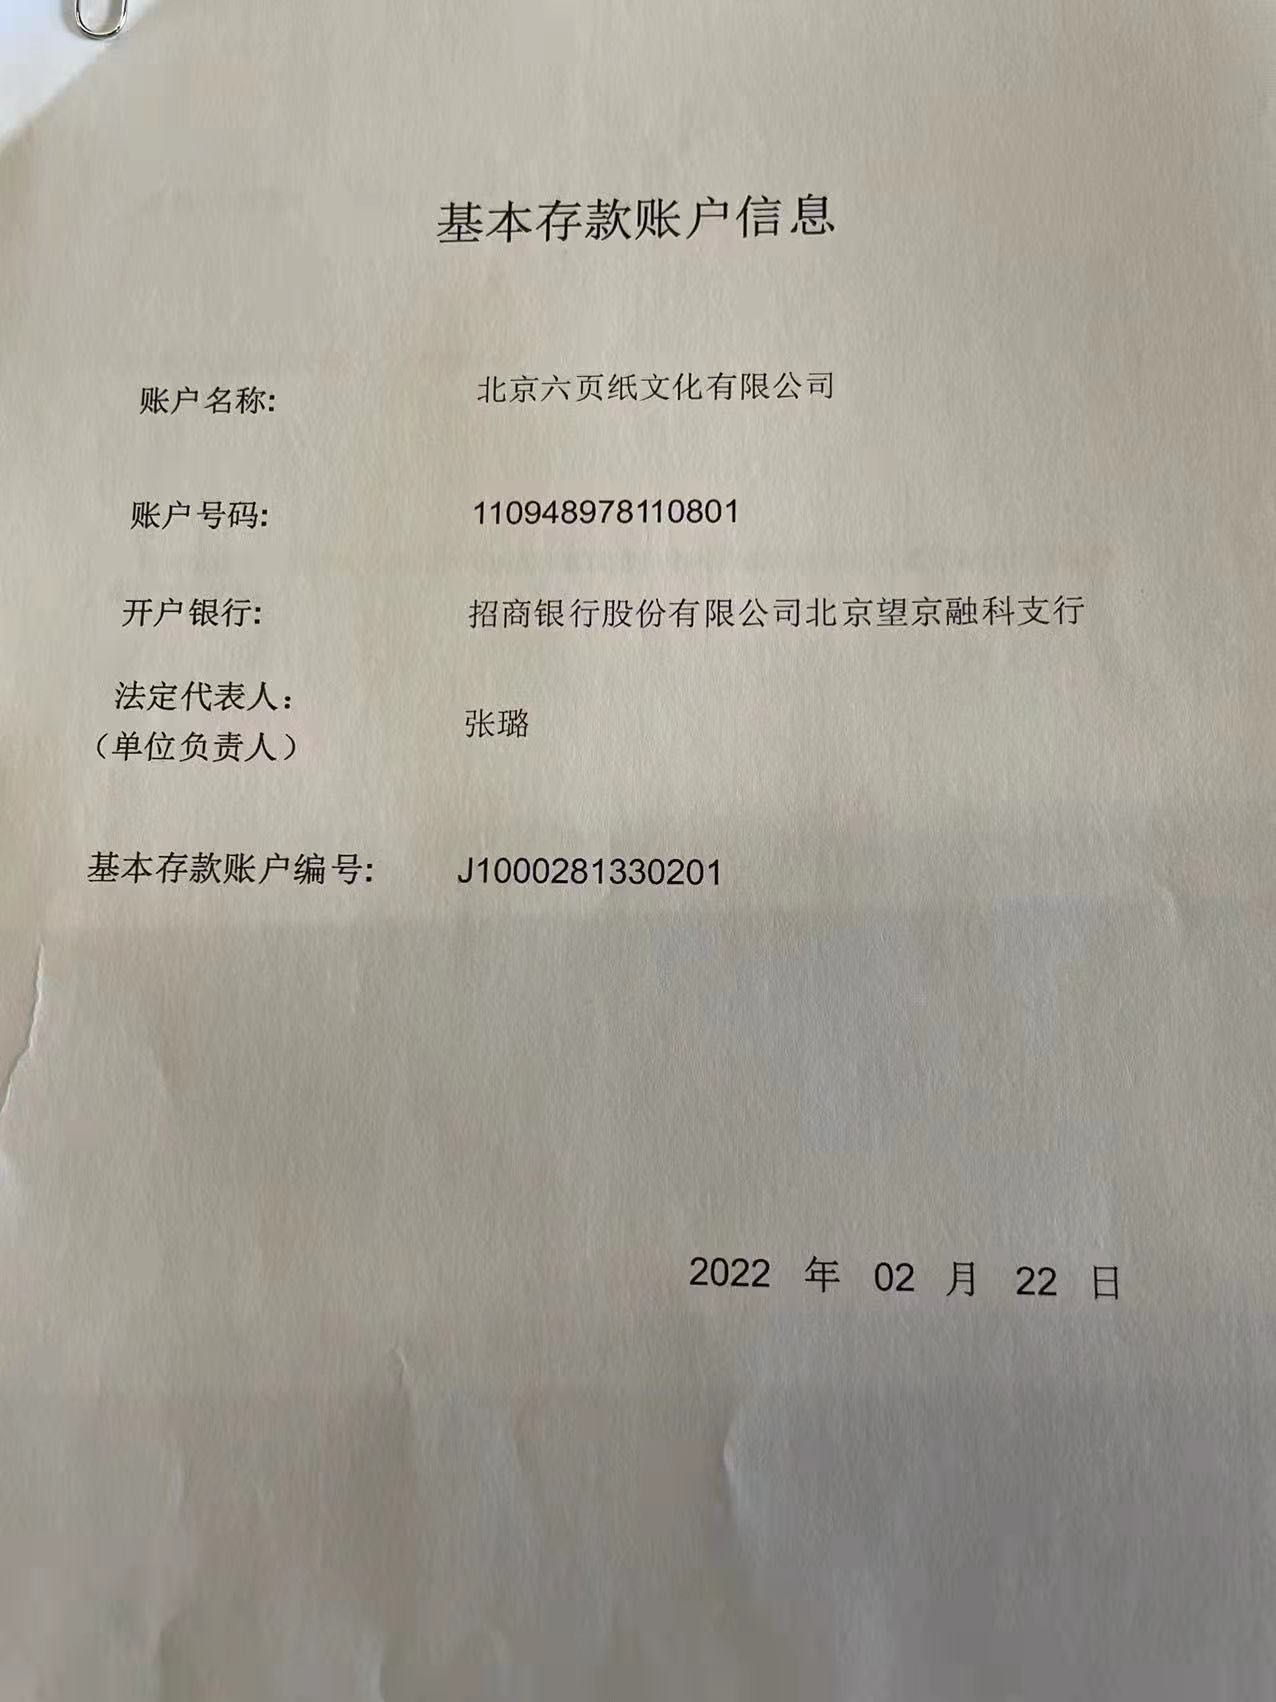 基本存款账户信息
账户名称: 北京六页纸文化有限公司
账户号码: 110948978110801
开户银行: 招商银行股份有限公司北京望京融科支行
法定代表人：
（单位负责人） 张璐
基本存款账户编号: J1000281330201
2022 年 02 月 22 日